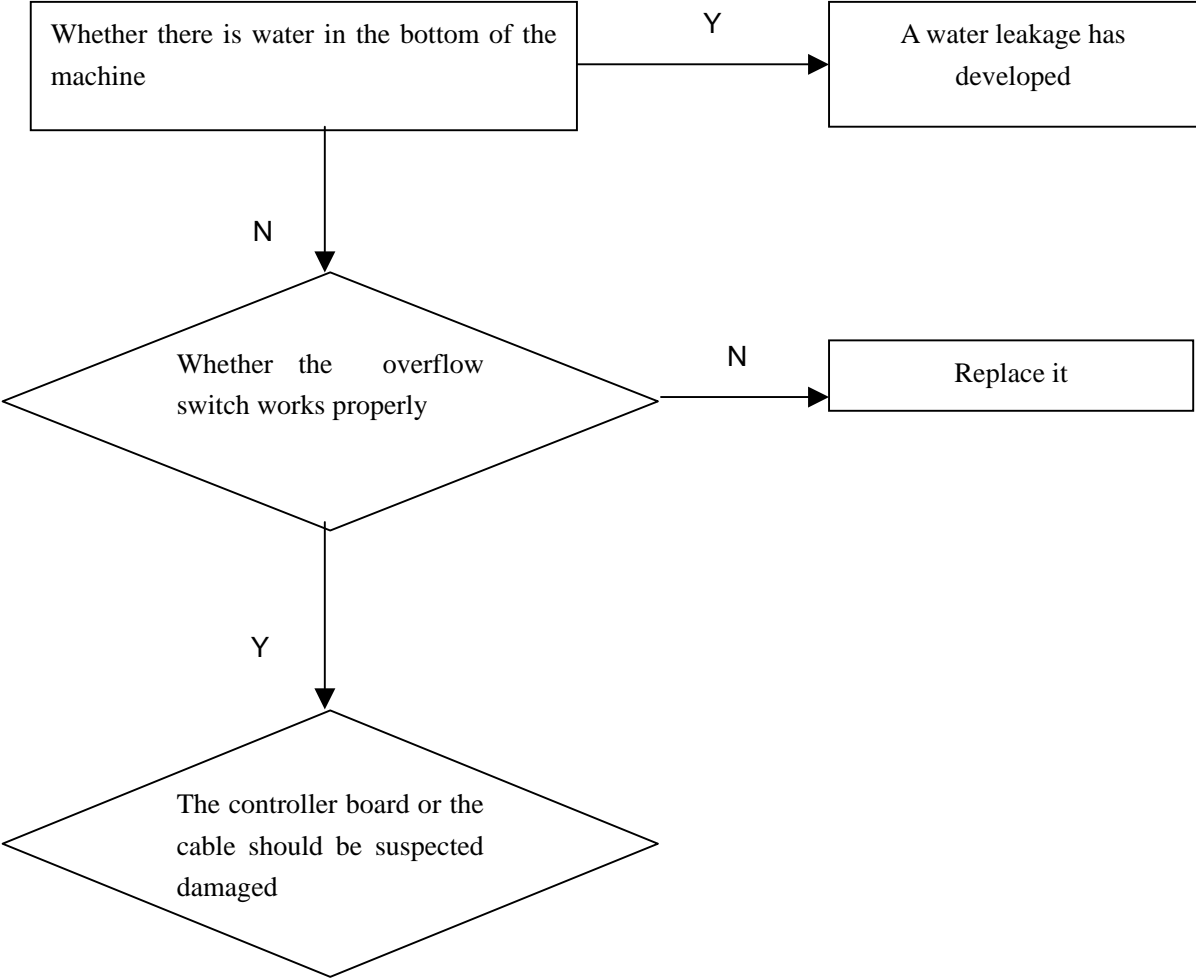 Whether there is water in the bottom of the
machine
Y
A water leakage has
developed
N
Whether the overflow
switch works properly
N
Replace it
Y
The controller board or the
cable should be suspected
damaged